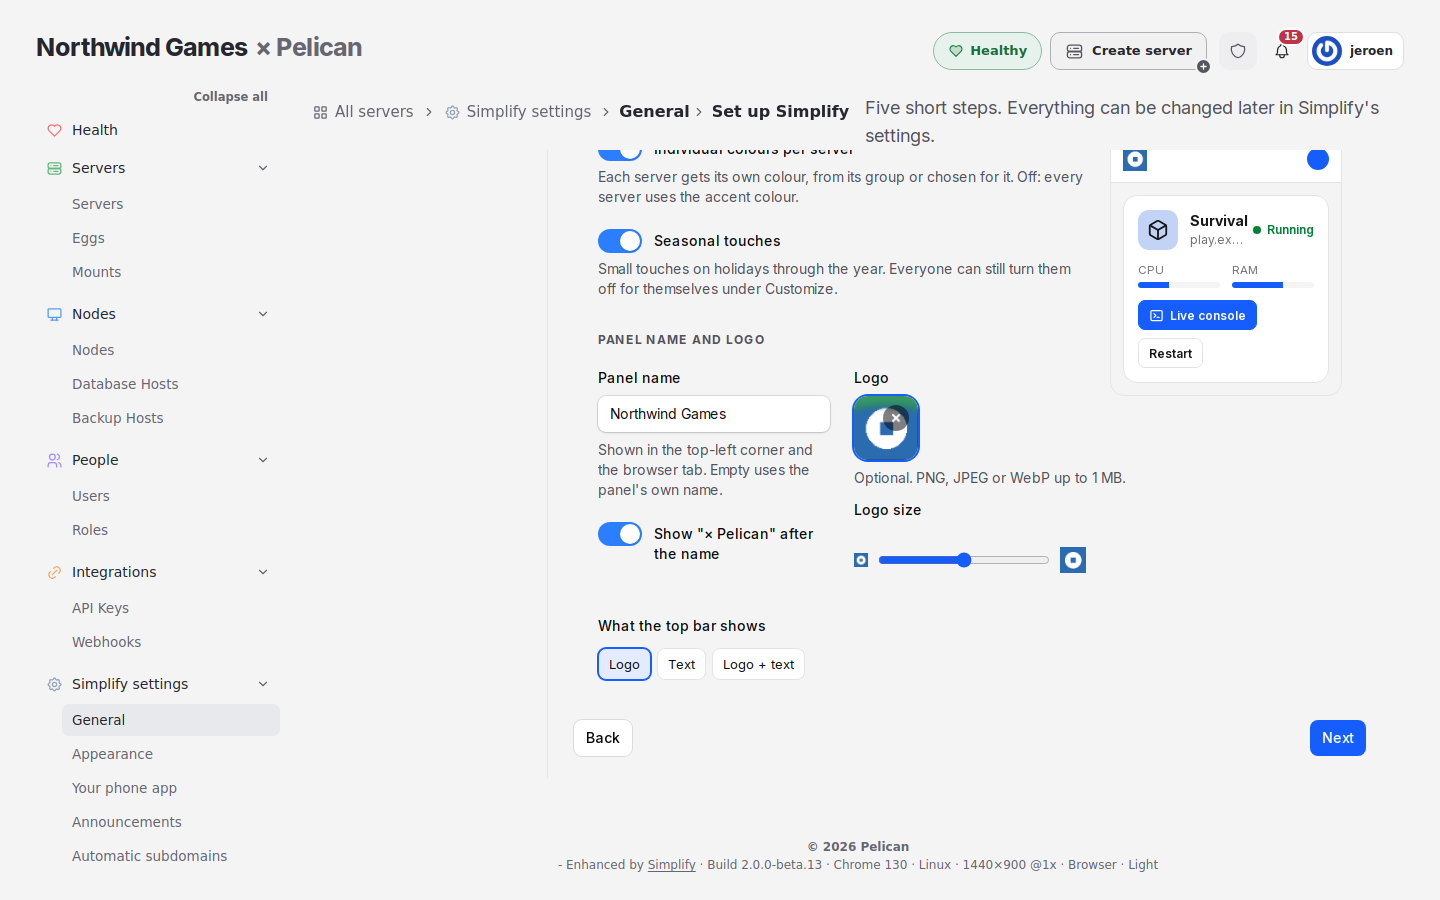 Northwind Games × Pelican
Healthy
Create server
15
jeroen
Collapse all
Health
Servers
Servers
Eggs
Mounts
Nodes
Nodes
Database Hosts
Backup Hosts
People
Users
Roles
Integrations
API Keys
Webhooks
Simplify settings
General
Appearance
Your phone app
Announcements
Automatic subdomains
All servers > Simplify settings > General > Set up Simplify
Five short steps. Everything can be changed later in Simplify's
settings.
Individual colours per server
Each server gets its own colour, from its group or chosen for it. Off: every
server uses the accent colour.
Seasonal touches
Small touches on holidays through the year. Everyone can still turn them
off for themselves under Customize.
PANEL NAME AND LOGO
Panel name
Northwind Games
Shown in the top-left corner and
the browser tab. Empty uses the
panel's own name.
Show "× Pelican" after
the name
Logo
Optional. PNG, JPEG or WebP up to 1 MB.
Logo size
What the top bar shows
Logo
Text
Logo + text
Survival
play.ex…
Running
CPU
RAM
Live console
Restart
Back
Next
© 2026 Pelican
- Enhanced by Simplify · Build 2.0.0-beta.13 · Chrome 130 · Linux · 1440×900 @1x · Browser · Light